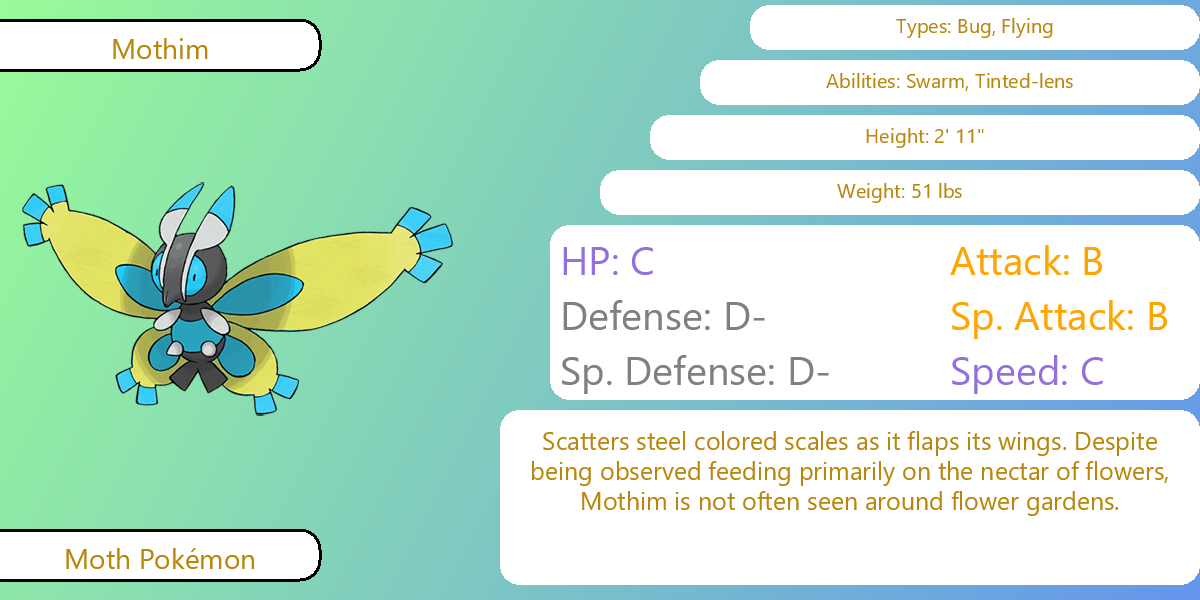 Mothim
Types: Bug, Flying
Abilities: Swarm, Tinted-lens
Height: 2' 11"
Weight: 51 lbs
HP: C
Attack: B
Defense: D-
Sp. Attack: B
Sp. Defense: D-
Speed: C
Scatters steel colored scales as it flaps its wings. Despite
being observed feeding primarily on the nectar of flowers,
Mothim is not often seen around flower gardens.
Moth Pokémon